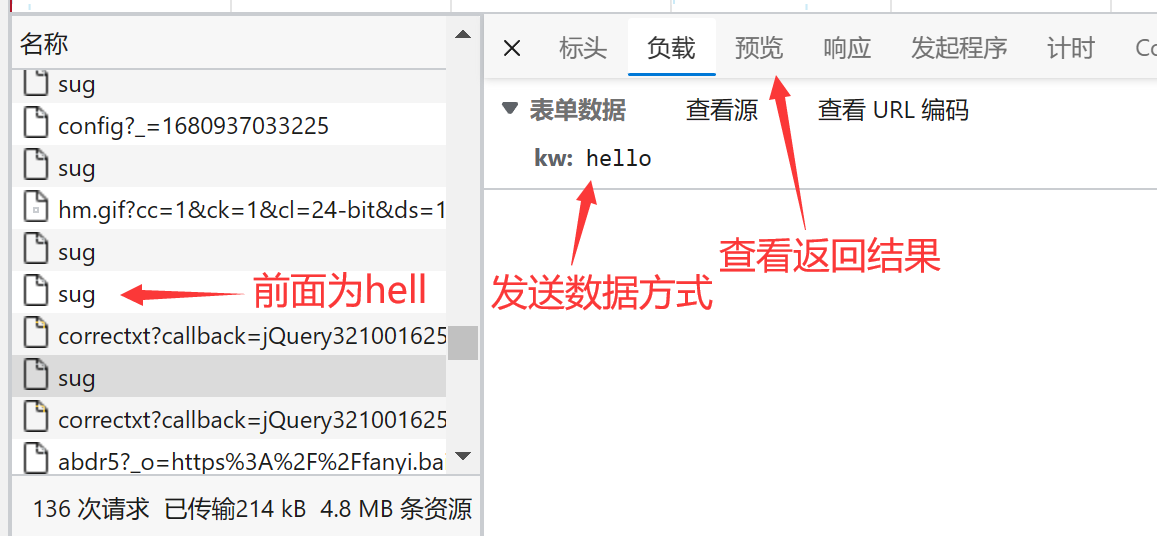 名称
sug
config?_=1680937033225
sug
hm.gif?cc=1&ck=1&cl=24-bit&ds=1
sug
sug
前面为hell
correctxt?callback=jQuery321001625
sug
correctxt?callback=jQuery321001625
abdr5?_o=https%3A%2F%2Ffanyi.ba
136 次请求 已传输214 kB 4.8 MB 条资源
标头 负载 预览 响应 发起程序 计时 Co
表单数据 查看源 查看 URL 编码
kw: hello
查看返回结果
发送数据方式